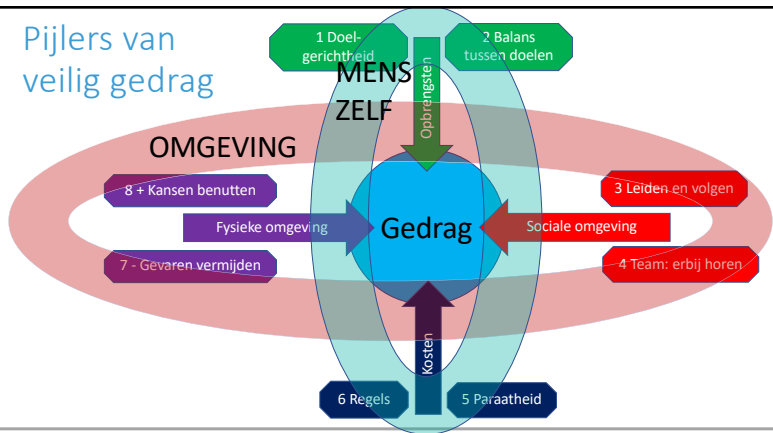 Pijlers van
veilig gedrag
1 Doel-
gerichtheid
2 Balans
tussen doelen
MENS
ZELF
Opbrengsten
OMGEVING
8 + Kansen benutten
3 Leiden en volgen
Fysieke omgeving
Gedrag
Sociale omgeving
7 - Gevaren vermijden
4 Team: erbij horen
Kosten
6 Regels
5 Paraatheid